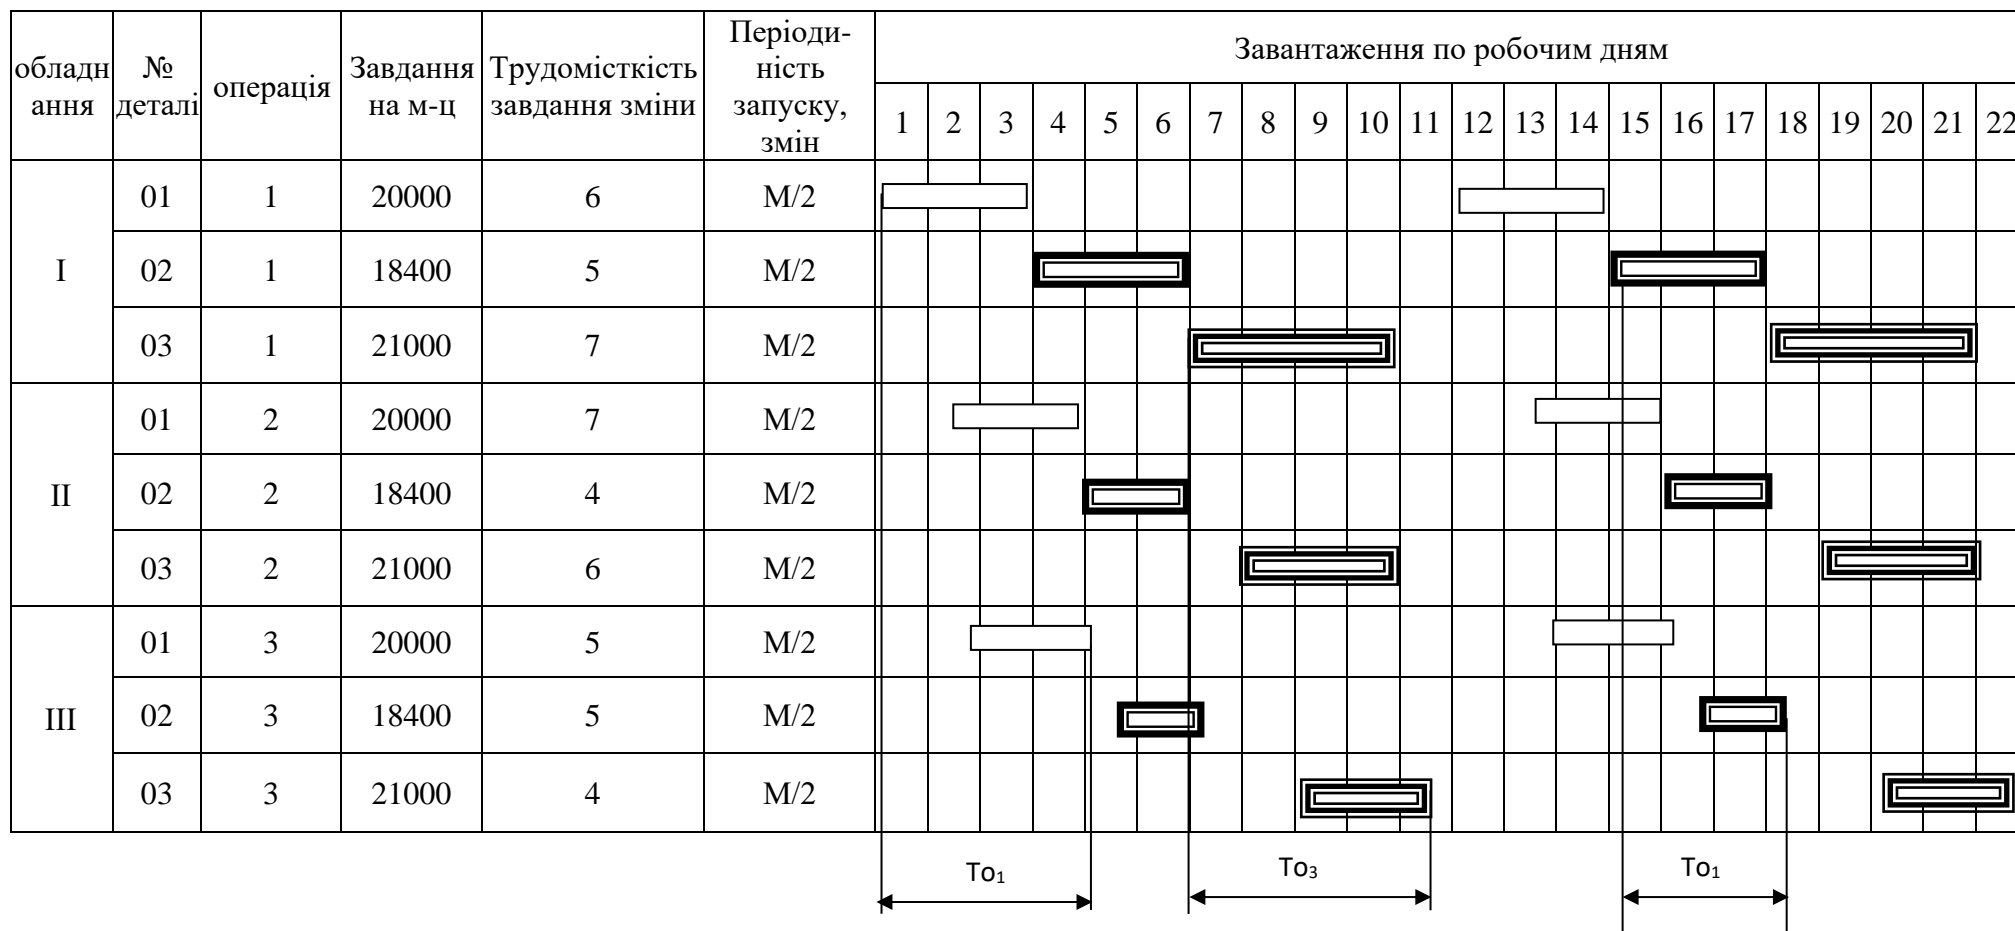 обладн
ання
№
деталі
операція
Завдання
на м-ц
Трудомісткість
завдання зміни
Періоди-
ність
запуску,
змін
Завантаження по робочим дням
1 2 3 4 5 6 7 8 9 10 11 12 13 14 15 16 17 18 19 20 21 22
I
01 1 20000 6 М/2
02 1 18400 5 М/2
03 1 21000 7 М/2
II
01 2 20000 7 М/2
02 2 18400 4 М/2
03 2 21000 6 М/2
III
01 3 20000 5 М/2
02 3 18400 5 М/2
03 3 21000 4 М/2
То₁ То₃ То₁